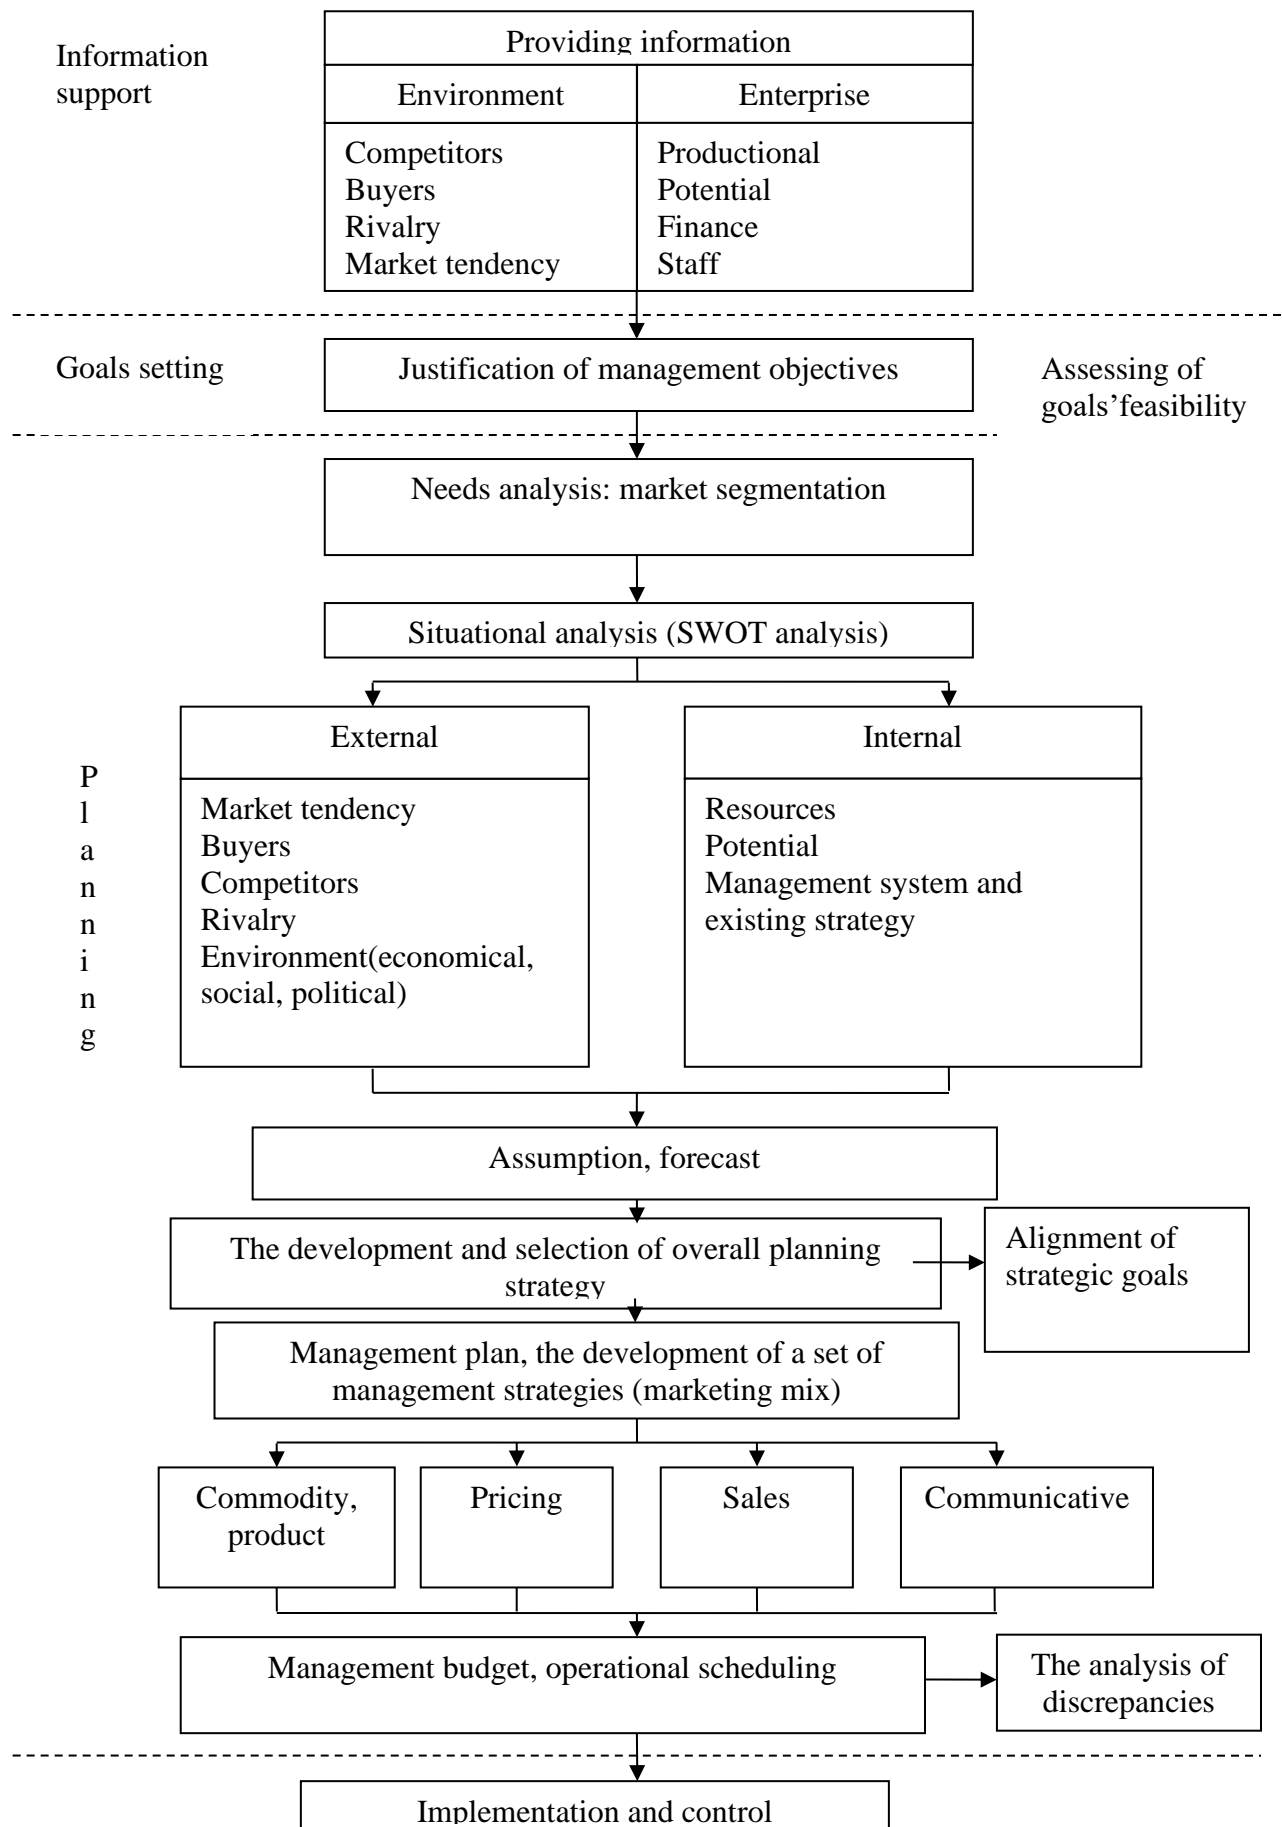 Information
support
Providing information
Environment
Enterprise
Competitors
Buyers
Rivalry
Market tendency
Productional
Potential
Finance
Staff
Goals setting
Justification of management objectives
Assessing of
goals’feasibility
Needs analysis: market segmentation
Situational analysis (SWOT analysis)
Planning
External
Market tendency
Buyers
Competitors
Rivalry
Environment(economical,
social, political)
Internal
Resources
Potential
Management system and
existing strategy
Assumption, forecast
The development and selection of overall planning
strategy
Alignment of
strategic goals
Management plan, the development of a set of
management strategies (marketing mix)
Commodity,
product
Pricing
Sales
Communicative
Management budget, operational scheduling
The analysis of
discrepancies
Implementation and control